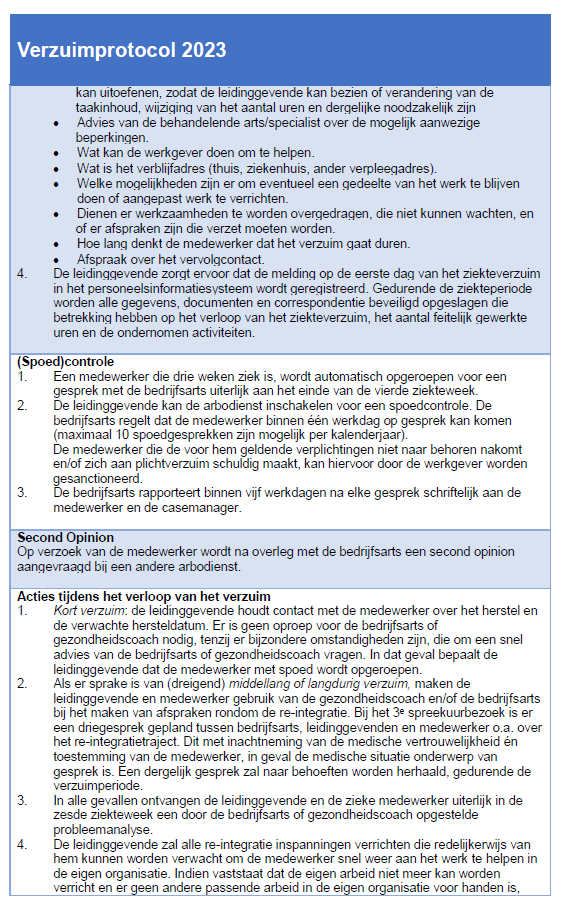 Verzuimprotocol 2023
kan uitoefenen, zodat de leidinggevende kan bezien of verandering van de
taakinhoud, wijziging van het aantal uren en dergelijke noodzakelijk zijn
• Advies van de behandelende arts/specialist over de mogelijk aanwezige
beperkingen.
• Wat kan de werkgever doen om te helpen.
• Wat is het verblijfadres (thuis, ziekenhuis, ander verpleegadres).
• Welke mogelijkheden zijn er om eventueel een gedeelte van het werk te blijven
doen of aangepast werk te verrichten.
• Dienen er werkzaamheden te worden overgedragen, die niet kunnen wachten, en
of er afspraken zijn die verzet moeten worden.
• Hoe lang denkt de medewerker dat het verzuim gaat duren.
• Afspraak over het vervolgcontact.
4. De leidinggevende zorgt ervoor dat de melding op de eerste dag van het ziekteverzuim
in het personeelsinformatiesysteem wordt geregistreerd. Gedurende de ziekteperiode
worden alle gegevens, documenten en correspondentie beveiligd opgeslagen die
betrekking hebben op het verloop van het ziekteverzuim, het aantal feitelijk gewerkte
uren en de ondernomen activiteiten.
(Spoed)controle
1. Een medewerker die drie weken ziek is, wordt automatisch opgeroepen voor een
gesprek met de bedrijfsarts uiterlijk aan het einde van de vierde ziekteweek.
2. De leidinggevende kan de arbodienst inschakelen voor een spoedcontrole. De
bedrijfsarts regelt dat de medewerker binnen één werkdag op gesprek kan komen
(maximaal 10 spoedgesprekken zijn mogelijk per kalenderjaar).
De medewerker die de voor hem geldende verplichtingen niet naar behoren nakomt
en/of zich aan plichtverzuim schuldig maakt, kan hiervoor door de werkgever worden
gesanctioneerd.
3. De bedrijfsarts rapporteert binnen vijf werkdagen na elke gesprek schriftelijk aan de
medewerker en de casemanager.
Second Opinion
Op verzoek van de medewerker wordt na overleg met de bedrijfsarts een second opinion
aangevraagd bij een andere arbodienst.
Acties tijdens het verloop van het verzuim
1. Kort verzuim: de leidinggevende houdt contact met de medewerker over het herstel en
de verwachte hersteldatum. Er is geen oproep voor de bedrijfsarts of
gezondheidscoach nodig, tenzij er bijzondere omstandigheden zijn, die om een snel
advies van de bedrijfsarts of gezondheidscoach vragen. In dat geval bepaalt de
leidinggevende dat de medewerker met spoed wordt opgeroepen.
2. Als er sprake is van (dreigend) middellang of langdurig verzuim, maken de
leidinggevende en medewerker gebruik van de gezondheidscoach en/of de bedrijfsarts
bij het maken van afspraken rondom de re-integratie. Bij het 3e spreekuurbezoek is er
een driegesprek gepland tussen bedrijfsarts, leidinggevenden en medewerker o.a. over
het re-integratietraject. Dit met inachtneming van de medische vertrouwelijkheid én
toestemming van de medewerker, in geval de medische situatie onderwerp van
gesprek is. Een dergelijk gesprek zal naar behoeften worden herhaald, gedurende de
verzuimperiode.
3. In alle gevallen ontvangen de leidinggevende en de zieke medewerker uiterlijk in de
zesde ziekteweek een door de bedrijfsarts of gezondheidscoach opgestelde
probleemanalyse.
4. De leidinggevende zal alle re-integratie inspanningen verrichten die redelijkerwijs van
hem kunnen worden verwacht om de medewerker snel weer aan het werk te helpen in
de eigen organisatie. Indien vaststaat dat de eigen arbeid niet meer kan worden
verricht en er geen andere passende arbeid in de eigen organisatie voor handen is,